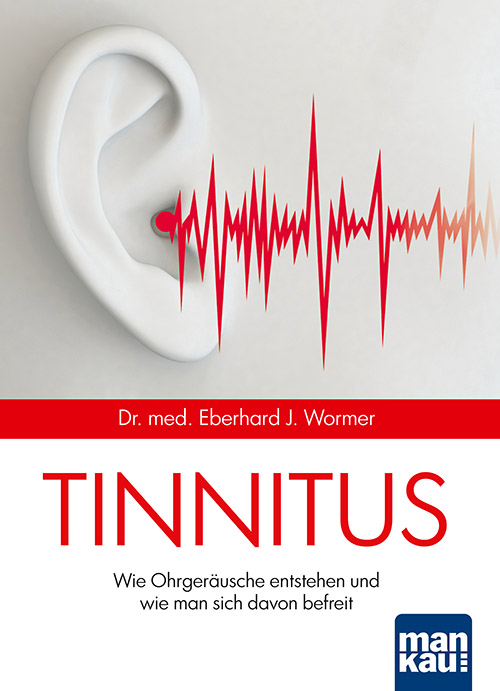 Dr. med. Eberhard J. Wormer
TINNITUS
Wie Ohrgeräusche entstehen und
wie man sich davon befreit
man
kau